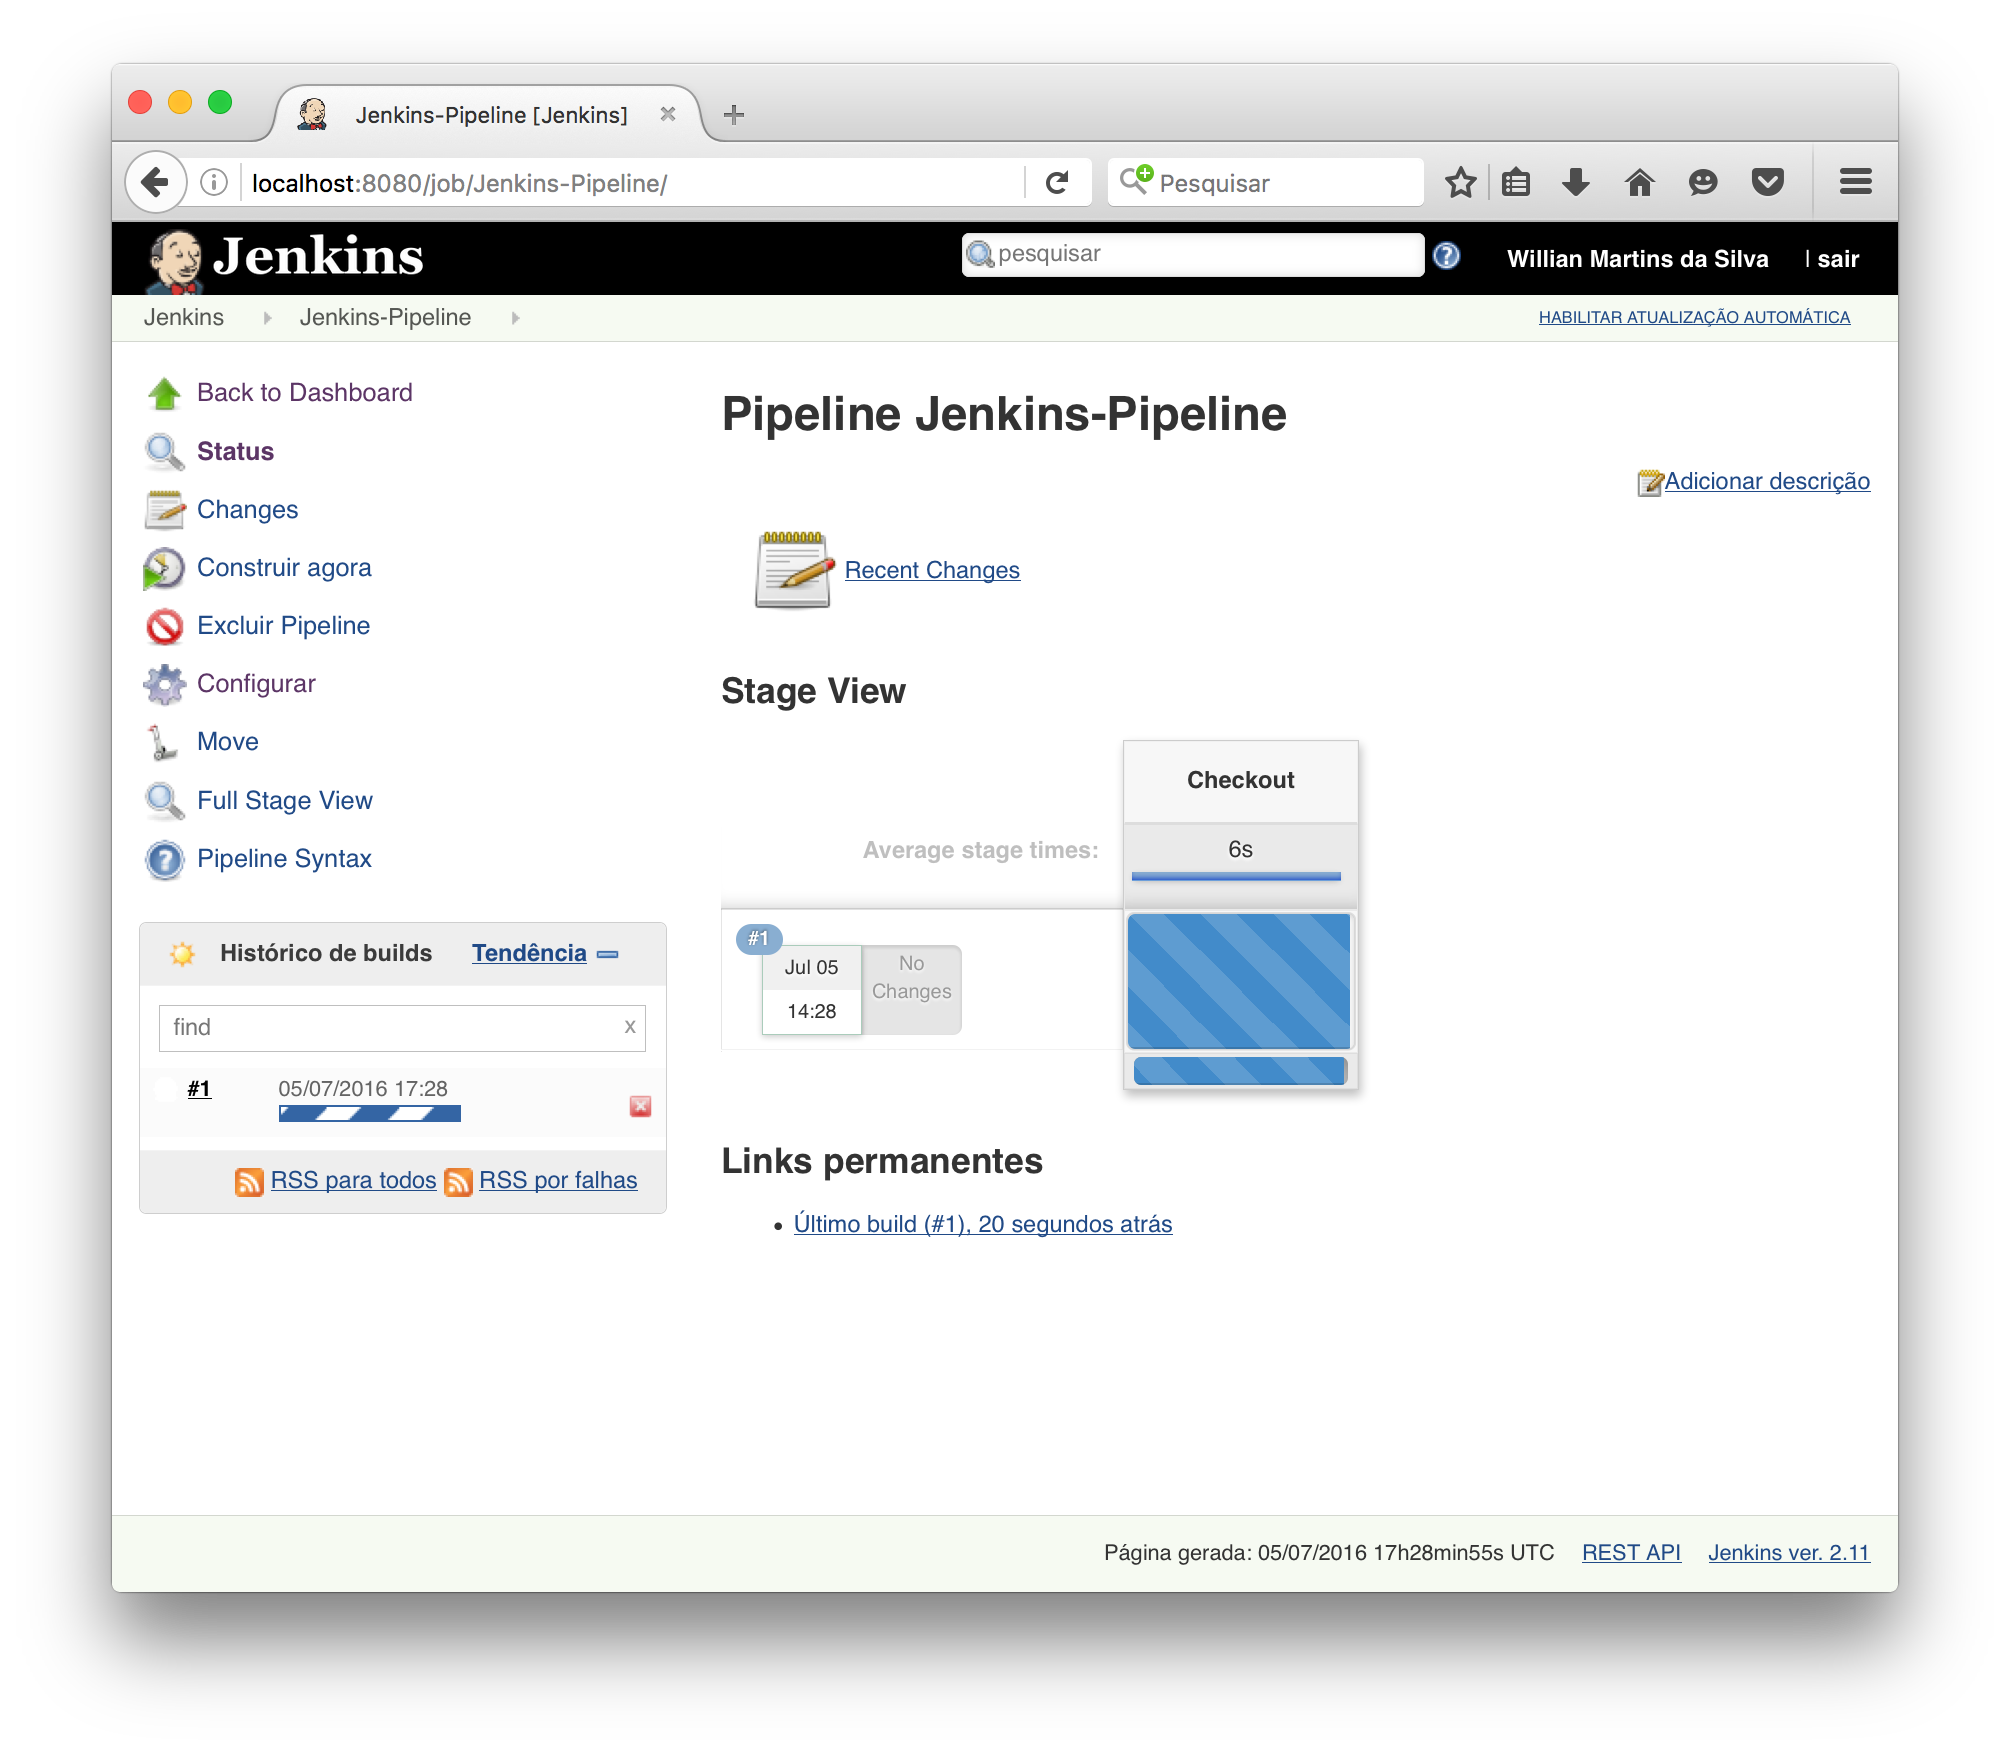 Jenkins-Pipeline [Jenkins]
localhost:8080/job/Jenkins-Pipeline/
Pesquisar
Jenkins
pesquisar
Willian Martins da Silva
| sair
Jenkins
Jenkins-Pipeline
HABILITAR ATUALIZAÇÃO AUTOMÁTICA
Back to Dashboard
Status
Changes
Construir agora
Excluir Pipeline
Configurar
Move
Full Stage View
Pipeline Syntax
Histórico de builds
Tendência
find
x
#1
05/07/2016 17:28
RSS para todos
RSS por falhas
Pipeline Jenkins-Pipeline
Adicionar descrição
Recent Changes
Stage View
Checkout
Average stage times:
6s
#1
Jul 05
14:28
No
Changes
Links permanentes
Último build (#1), 20 segundos atrás
Página gerada: 05/07/2016 17h28min55s UTC
REST API
Jenkins ver. 2.11